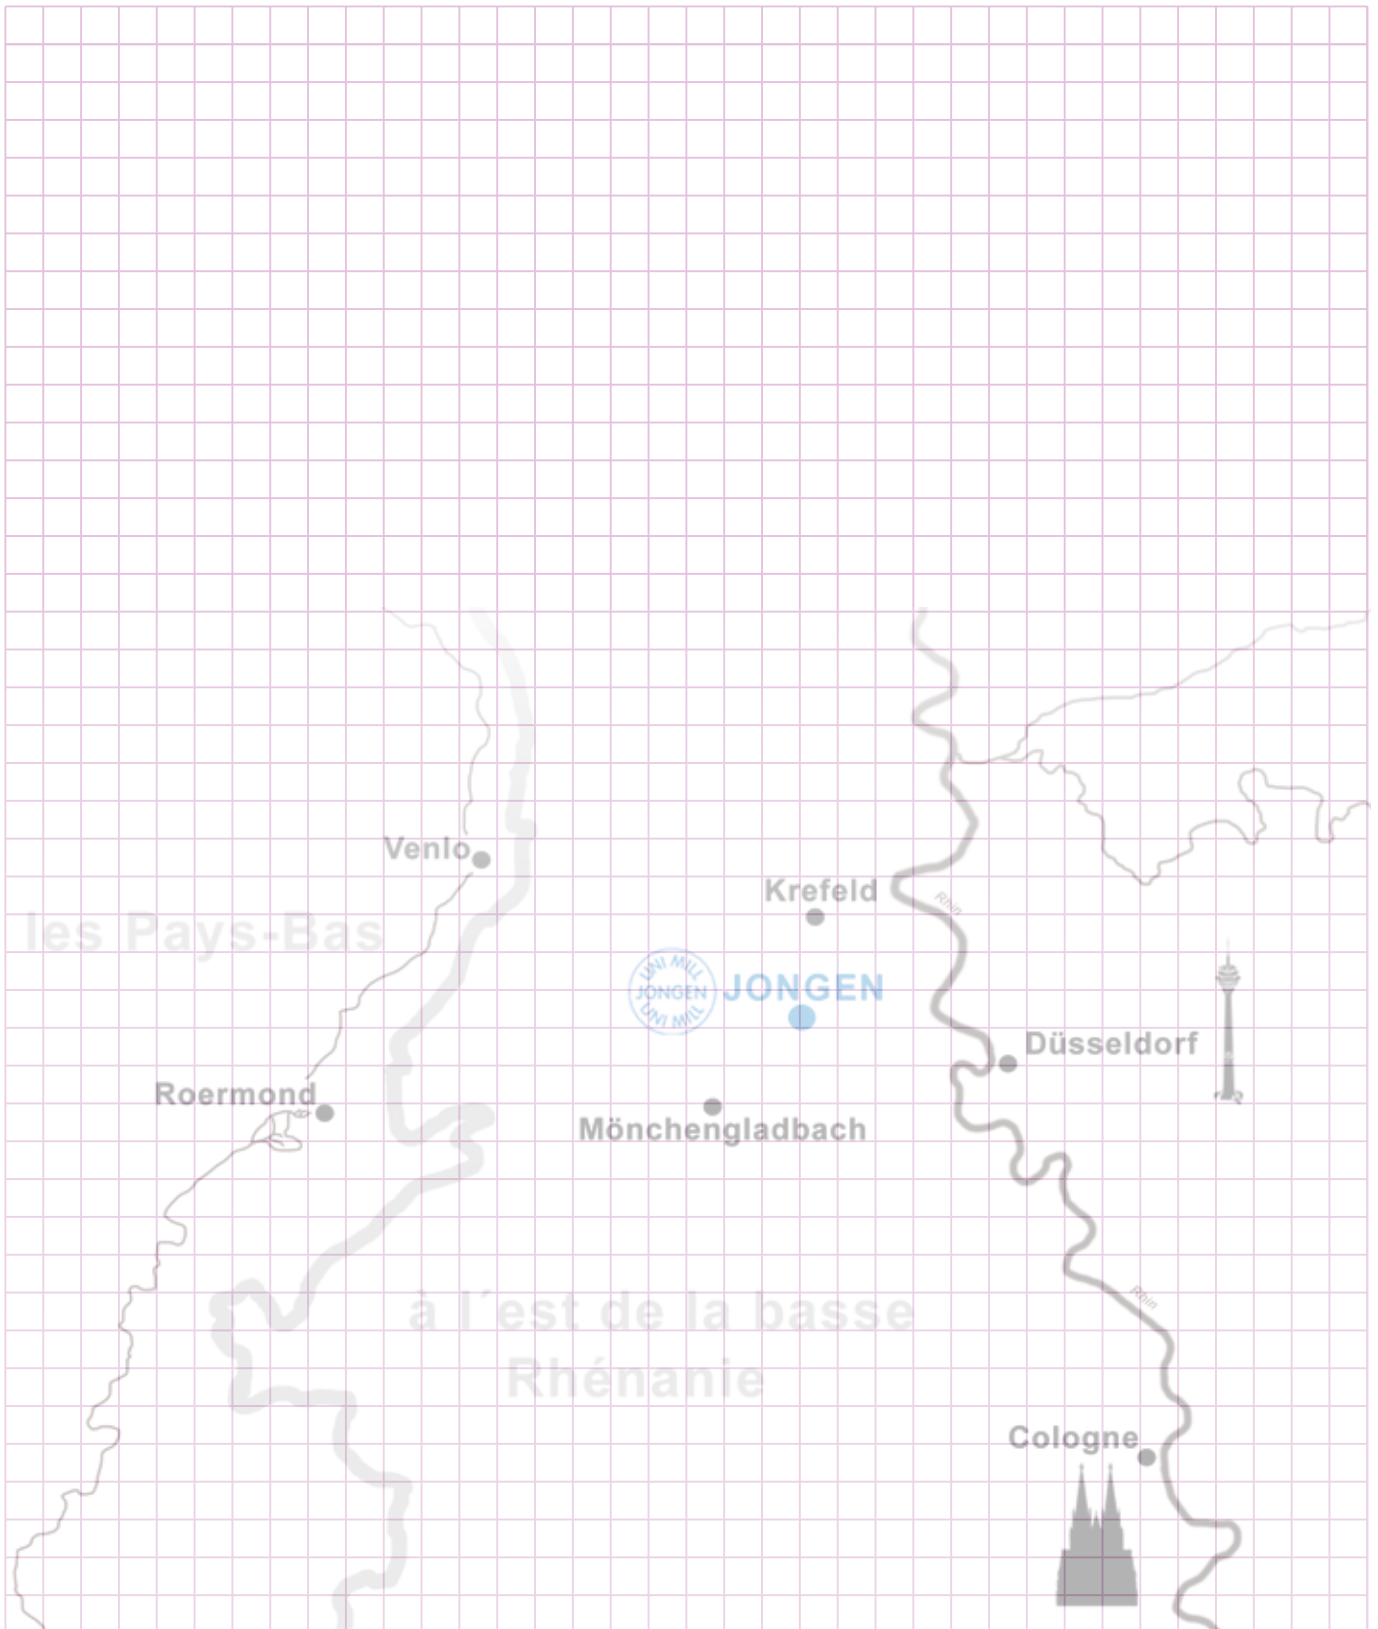 Venlo
Krefeld
Rhin
les Pays-Bas
UNI MILL
JONGEN
UNI MILL
JONGEN
Düsseldorf
Roermond
Mönchengladbach
Rhin
à l´est de la basse
Rhénanie
Cologne